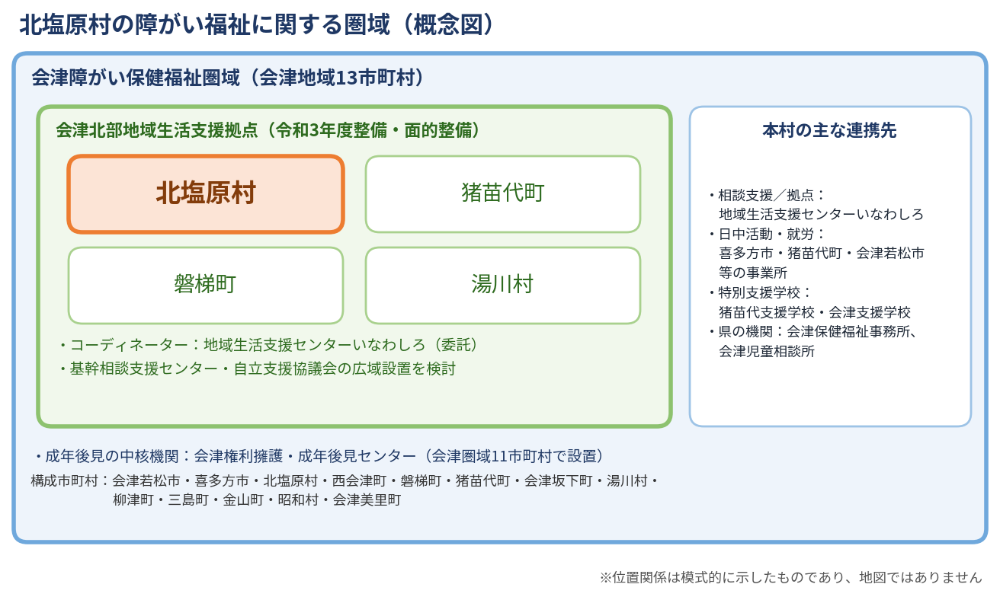 北塩原村の障がい福祉に関する圏域（概念図）
会津障がい保健福祉圏域（会津地域13市町村）
会津北部地域生活支援拠点（令和3年度整備・面的整備）
北塩原村
猪苗代町
磐梯町
湯川村
・コーディネーター：地域生活支援センターいなわしろ（委託）
・基幹相談支援センター・自立支援協議会の広域設置を検討
本村の主な連携先
・相談支援／拠点：
地域生活支援センターいなわしろ
・日中活動・就労：
喜多方市・猪苗代町・会津若松市
等の事業所
・特別支援学校：
猪苗代支援学校・会津支援学校
・県の機関：会津保健福祉事務所、
会津児童相談所
・成年後見の中核機関：会津権利擁護・成年後見センター（会津圏域11市町村で設置）
構成市町村：会津若松市・喜多方市・北塩原村・西会津町・磐梯町・猪苗代町・会津坂下町・湯川村・
柳津町・三島町・金山町・昭和村・会津美里町
※位置関係は模式的に示したものであり、地図ではありません